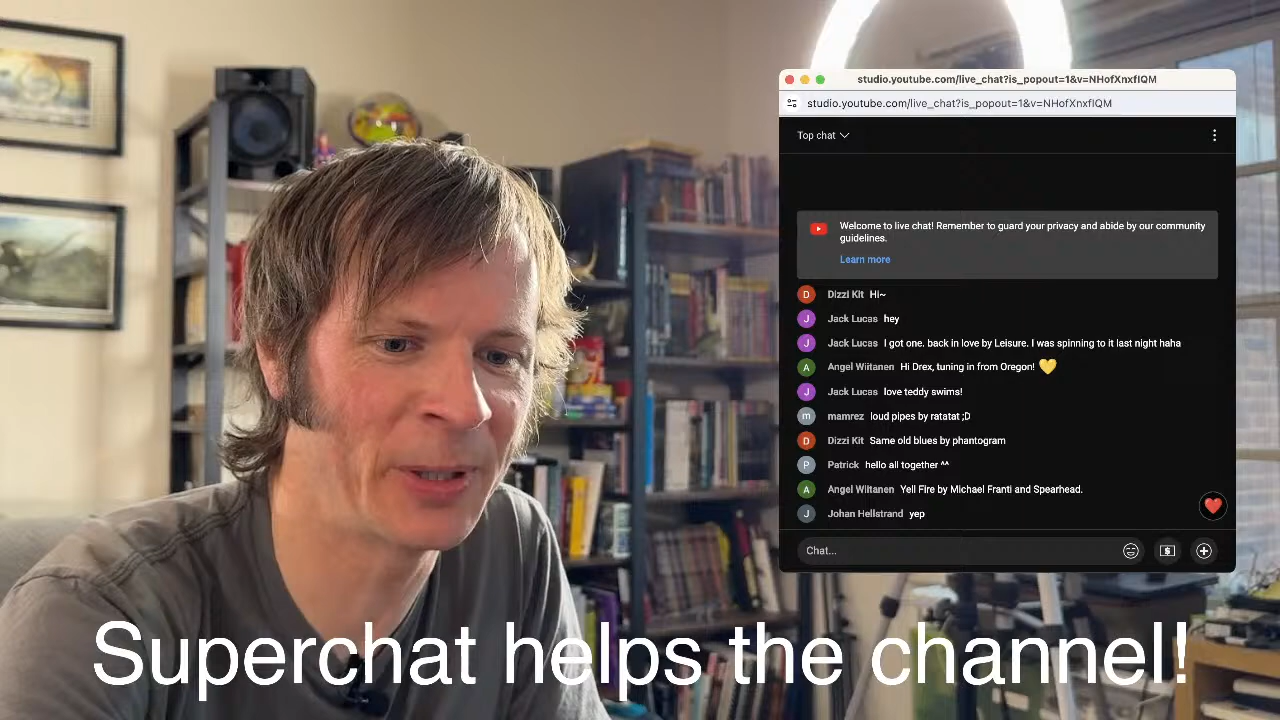 studio.youtube.com/live_chat?is_popout=1&v=NHofXnxfIQM
studio.youtube.com/live_chat?is_popout=1&v=NHofXnxfIQM
Top chat
Welcome to live chat! Remember to guard your privacy and abide by our community
guidelines.
Learn more
D Dizzi Kit Hi~
J Jack Lucas hey
J Jack Lucas I got one. back in love by Leisure. I was spinning to it last night haha
A Angel Wiitanen Hi Drex, tuning in from Oregon! 💛
J Jack Lucas love teddy swims!
m mamrez loud pipes by ratatat ;D
D Dizzi Kit Same old blues by phantogram
P Patrick hello all together ^^
A Angel Wiitanen Yell Fire by Michael Franti and Spearhead.
J Johan Hellstrand yep
Chat...
Superchat helps the channel!